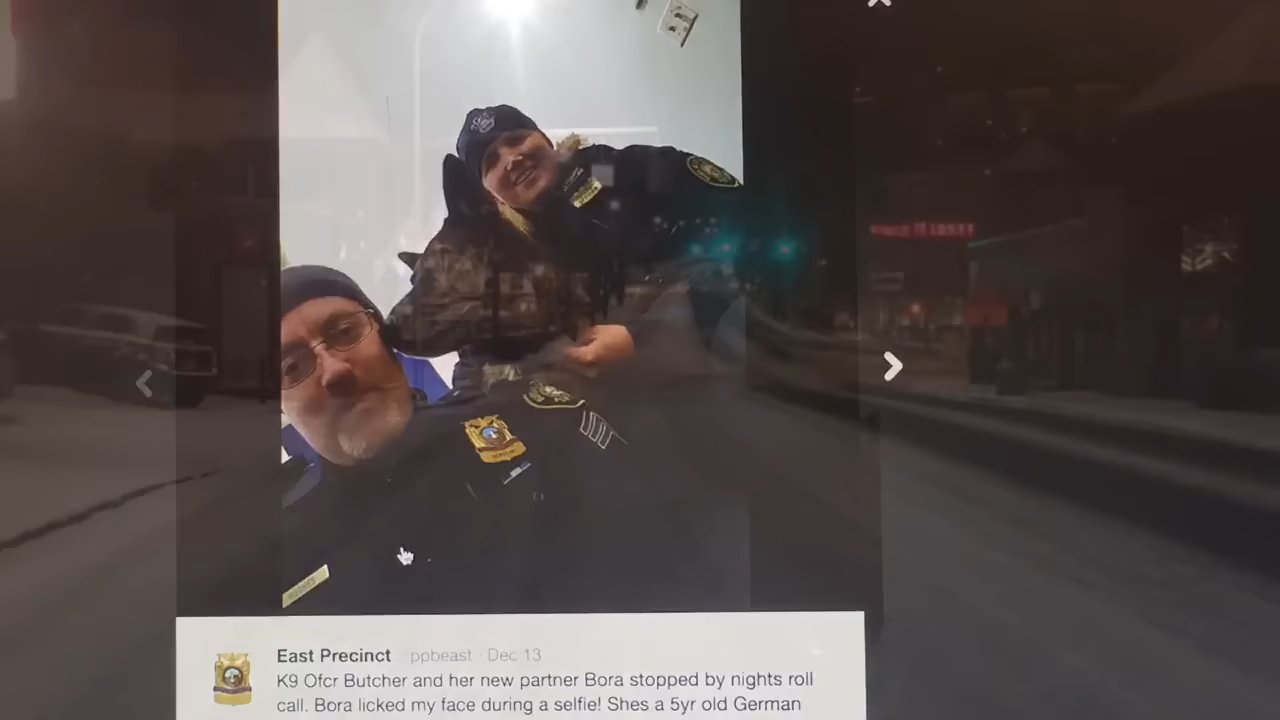 East Precinct ppbeast · Dec 13
K9 Ofcr Butcher and her new partner Bora stopped by nights roll
call. Bora licked my face during a selfie! Shes a 5yr old German